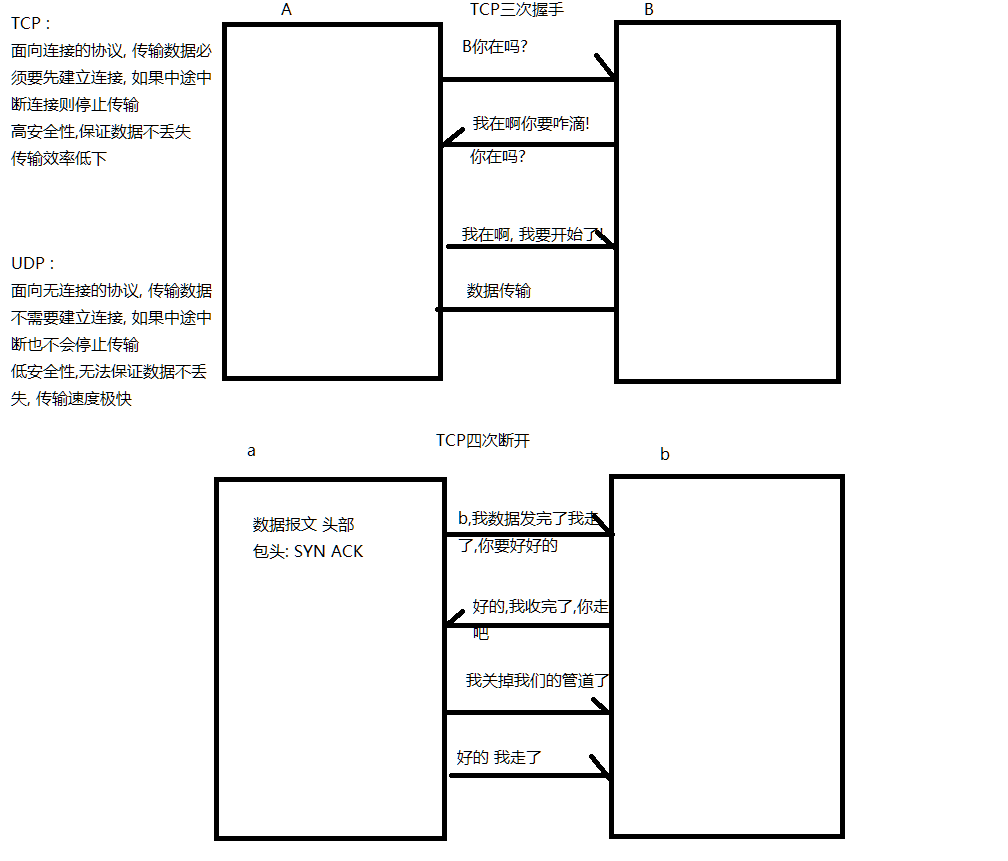 TCP :
面向连接的协议, 传输数据必
须要先建立连接, 如果中途中
断连接则停止传输
高安全性,保证数据不丢失
传输效率低下
UDP :
面向无连接的协议, 传输数据
不需要建立连接, 如果中途中
断也不会停止传输
低安全性,无法保证数据不丢
失, 传输速度极快
A
TCP三次握手
B
B你在吗?
我在啊你要咋滴!
你在吗?
我在啊, 我要开始了!
数据传输
TCP四次断开
a
b
数据报文 头部
包头: SYN ACK
b,我数据发完了我走
了,你要好好的
好的,我收完了,你走
吧
我关掉我们的管道了
好的 我走了